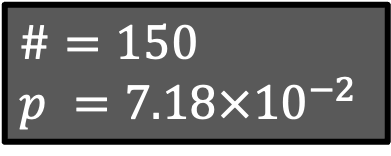 # = 150
p = 7.18×10⁻²